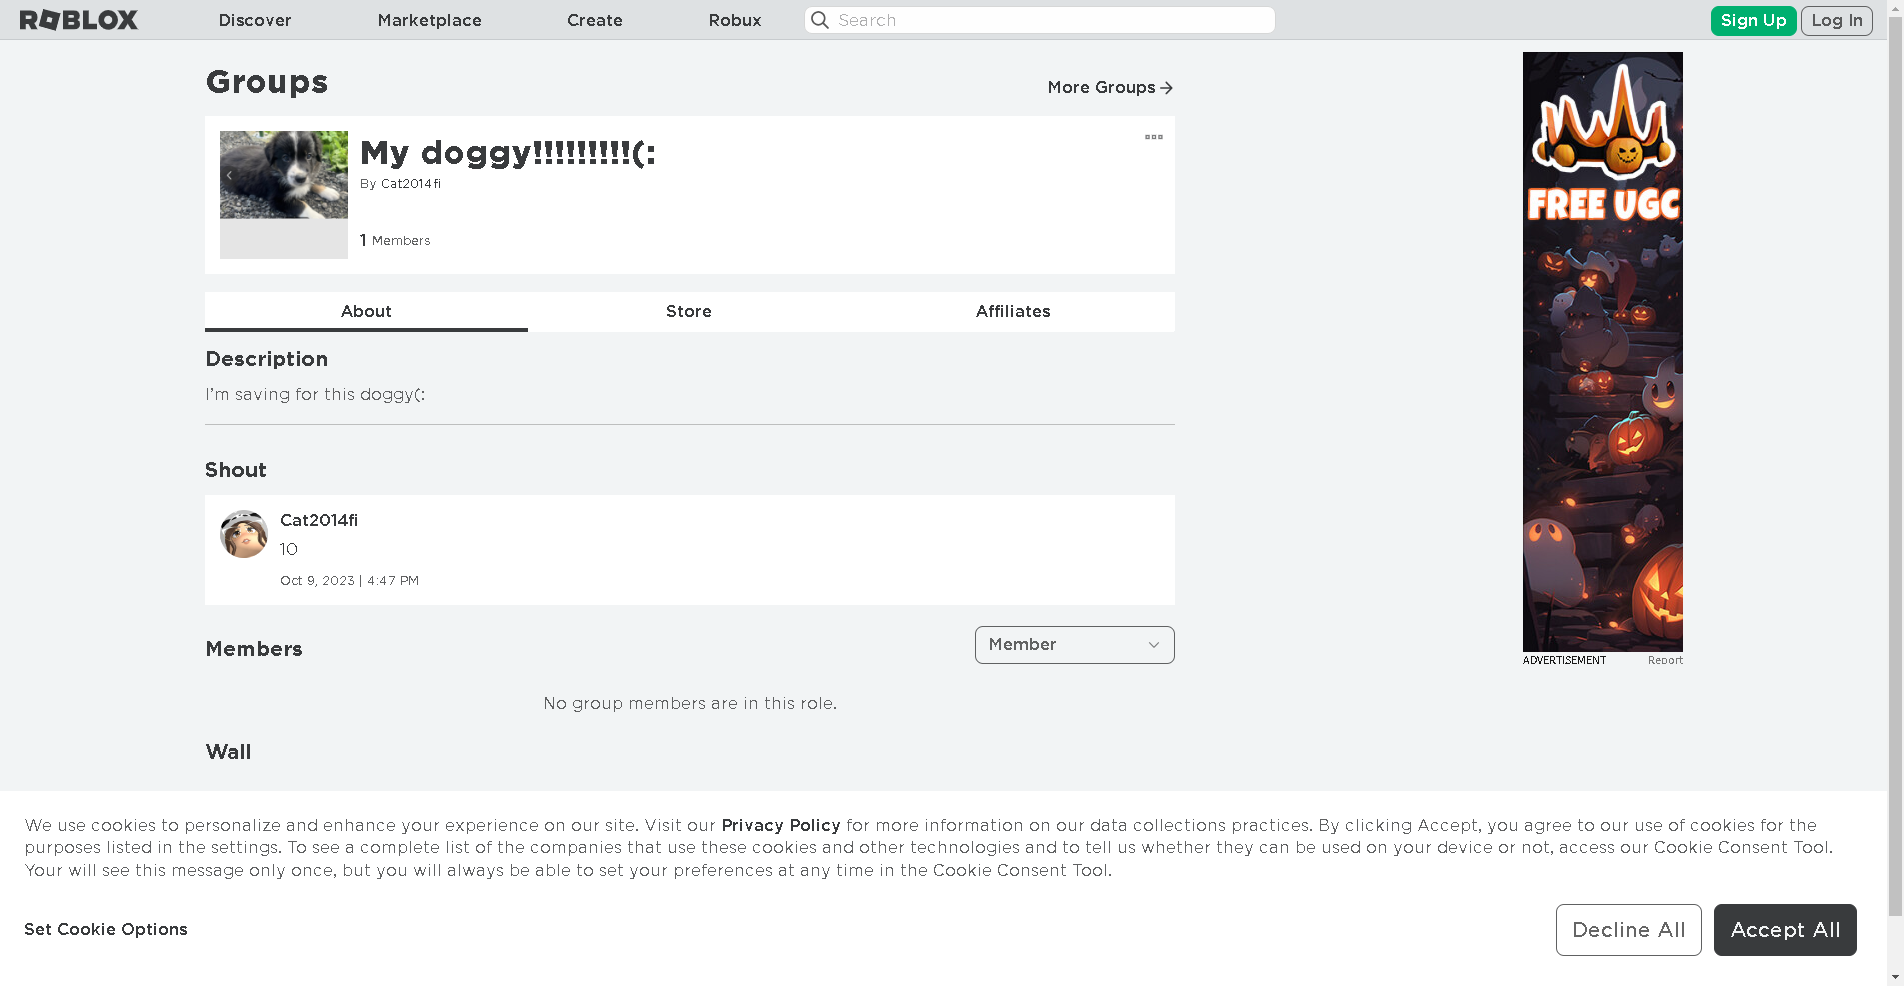 ROBLOX Discover Marketplace Create Robux Search Sign Up Log In
Groups
More Groups
My doggy!!!!!!!!!(:
By Cat2014fi
1 Members
About Store Affiliates
Description
I'm saving for this doggy(:
Shout
Cat2014fi
10
Oct 9, 2023 | 4:47 PM
Members
Member
No group members are in this role.
Wall
FREE UGC
ADVERTISEMENT Report
We use cookies to personalize and enhance your experience on our site. Visit our Privacy Policy for more information on our data collections practices. By clicking Accept, you agree to our use of cookies for the
purposes listed in the settings. To see a complete list of the companies that use these cookies and other technologies and to tell us whether they can be used on your device or not, access our Cookie Consent Tool.
Your will see this message only once, but you will always be able to set your preferences at any time in the Cookie Consent Tool.
Set Cookie Options
Decline All
Accept All